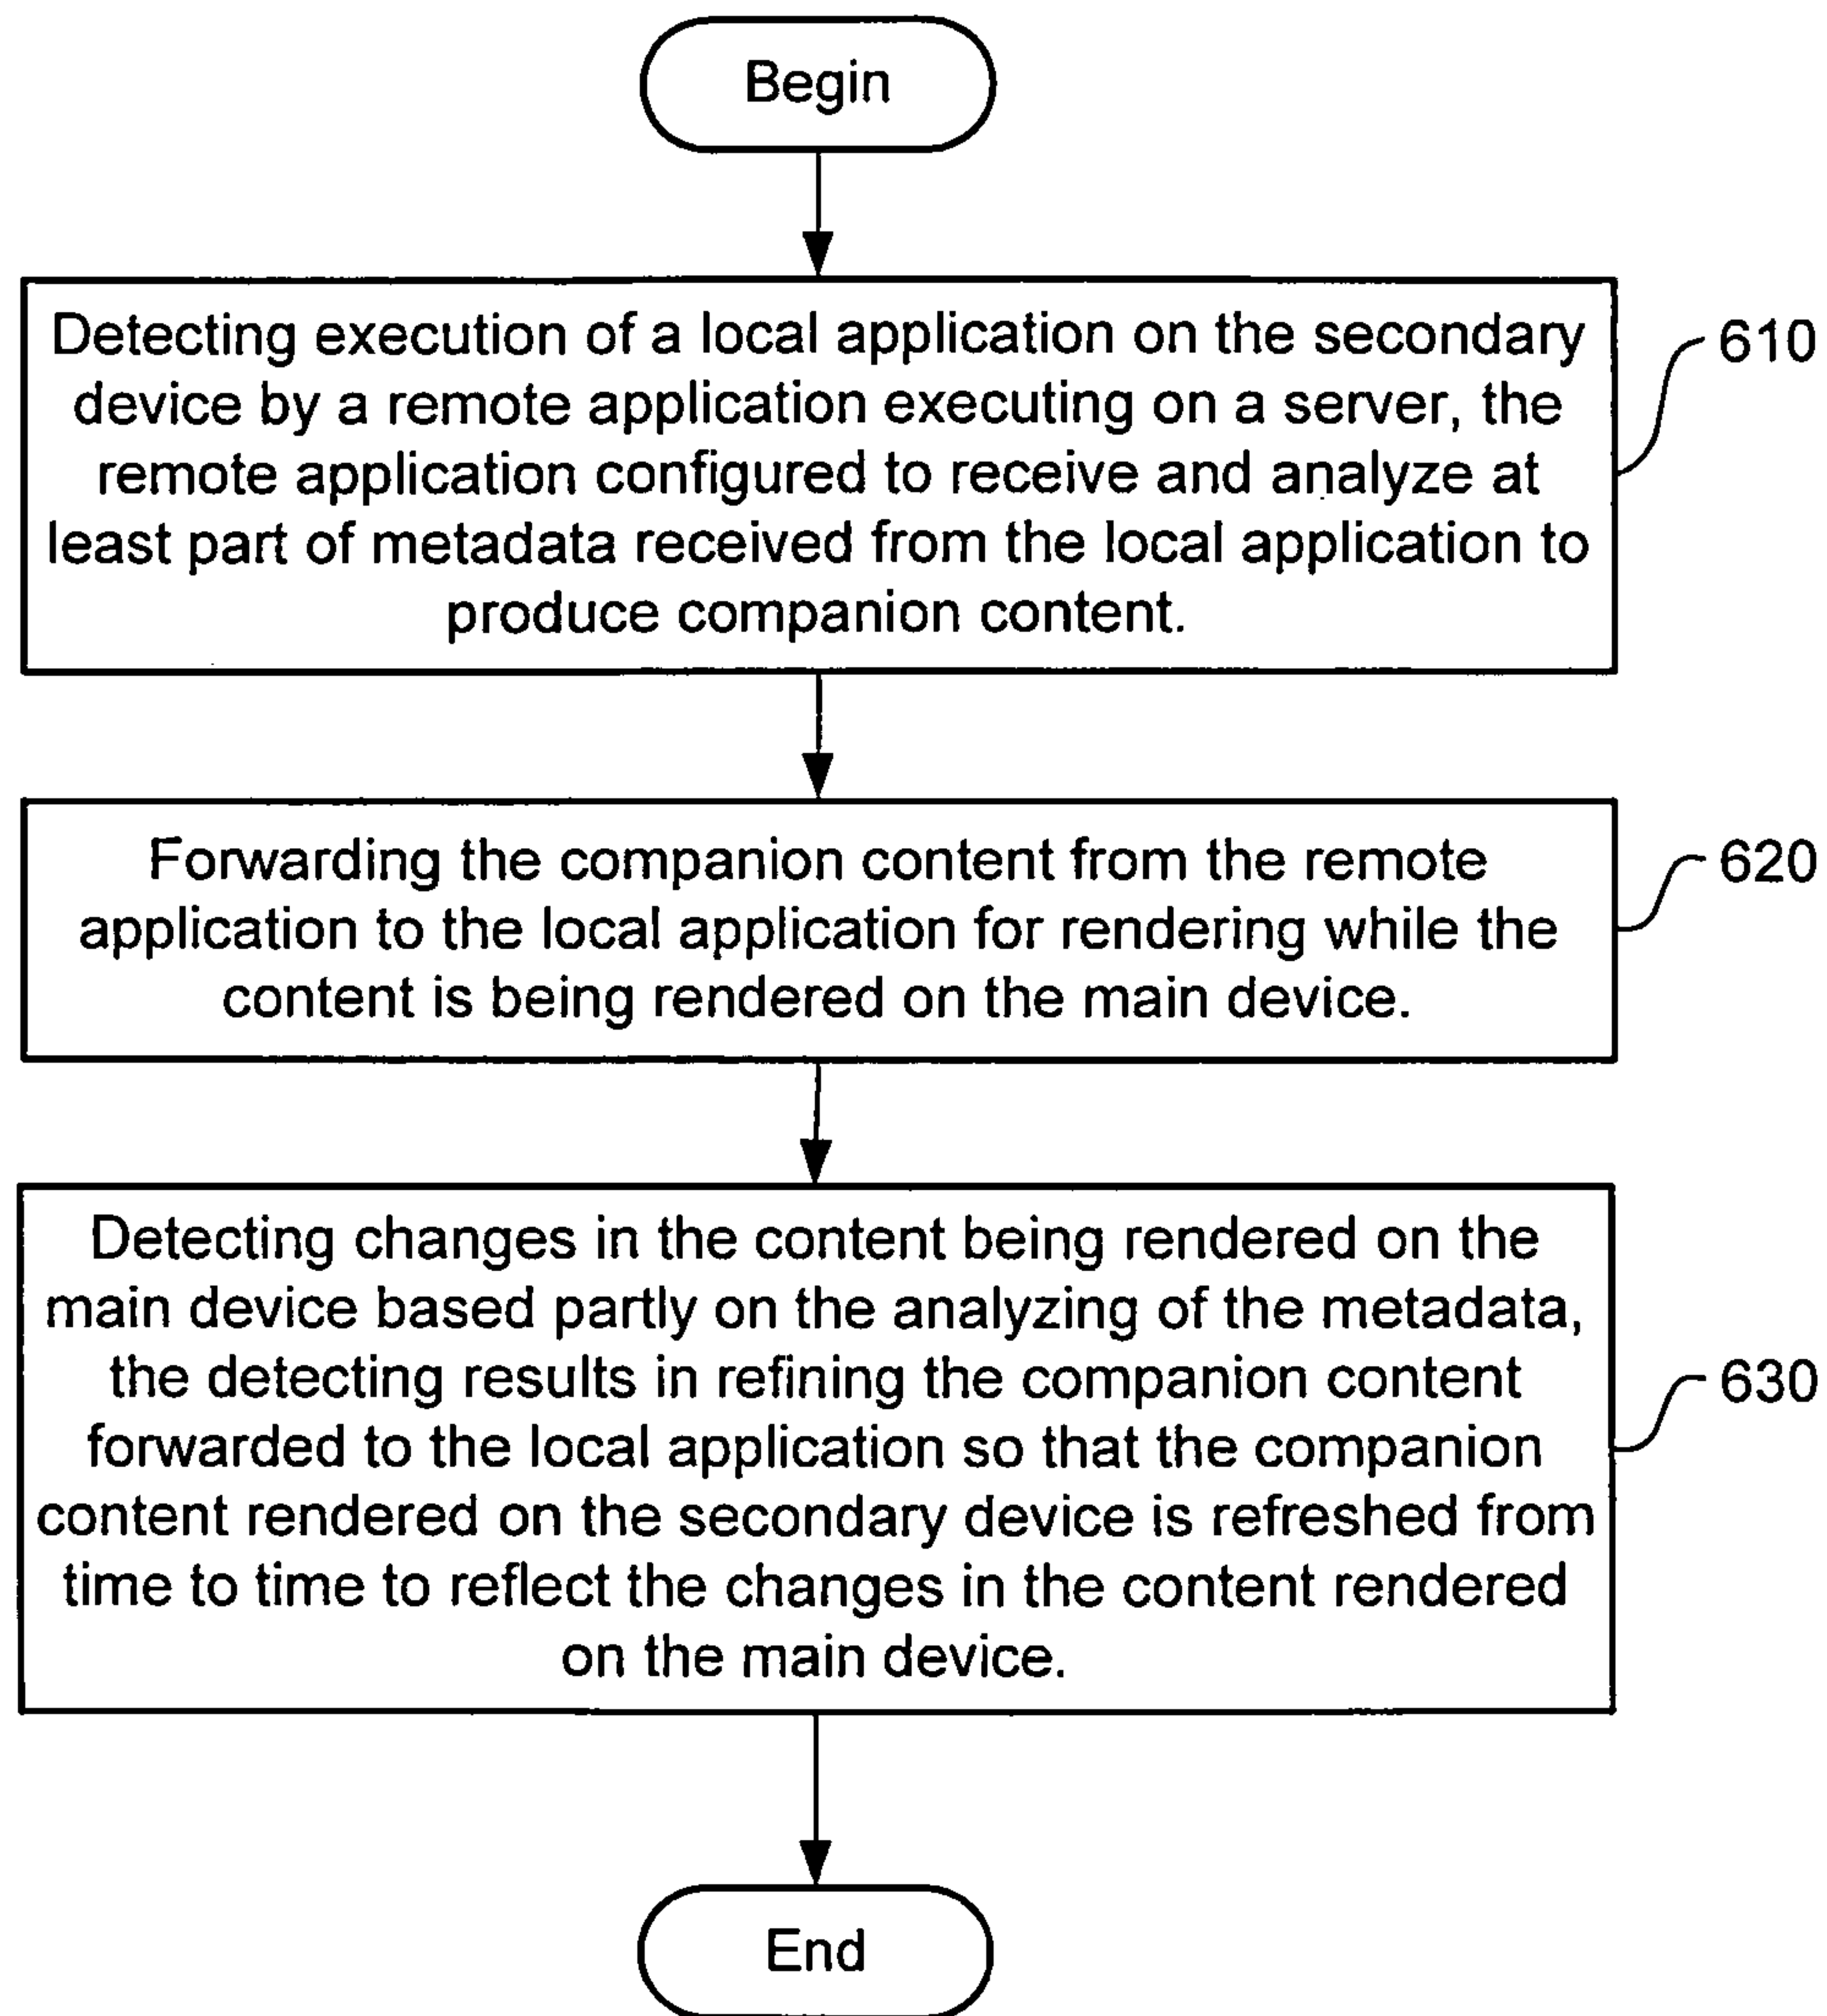 Begin
Detecting execution of a local application on the secondary
device by a remote application executing on a server, the
remote application configured to receive and analyze at
least part of metadata received from the local application to
produce companion content.
610
Forwarding the companion content from the remote
application to the local application for rendering while the
content is being rendered on the main device.
620
Detecting changes in the content being rendered on the
main device based partly on the analyzing of the metadata,
the detecting results in refining the companion content
forwarded to the local application so that the companion
content rendered on the secondary device is refreshed from
time to time to reflect the changes in the content rendered
on the main device.
630
End